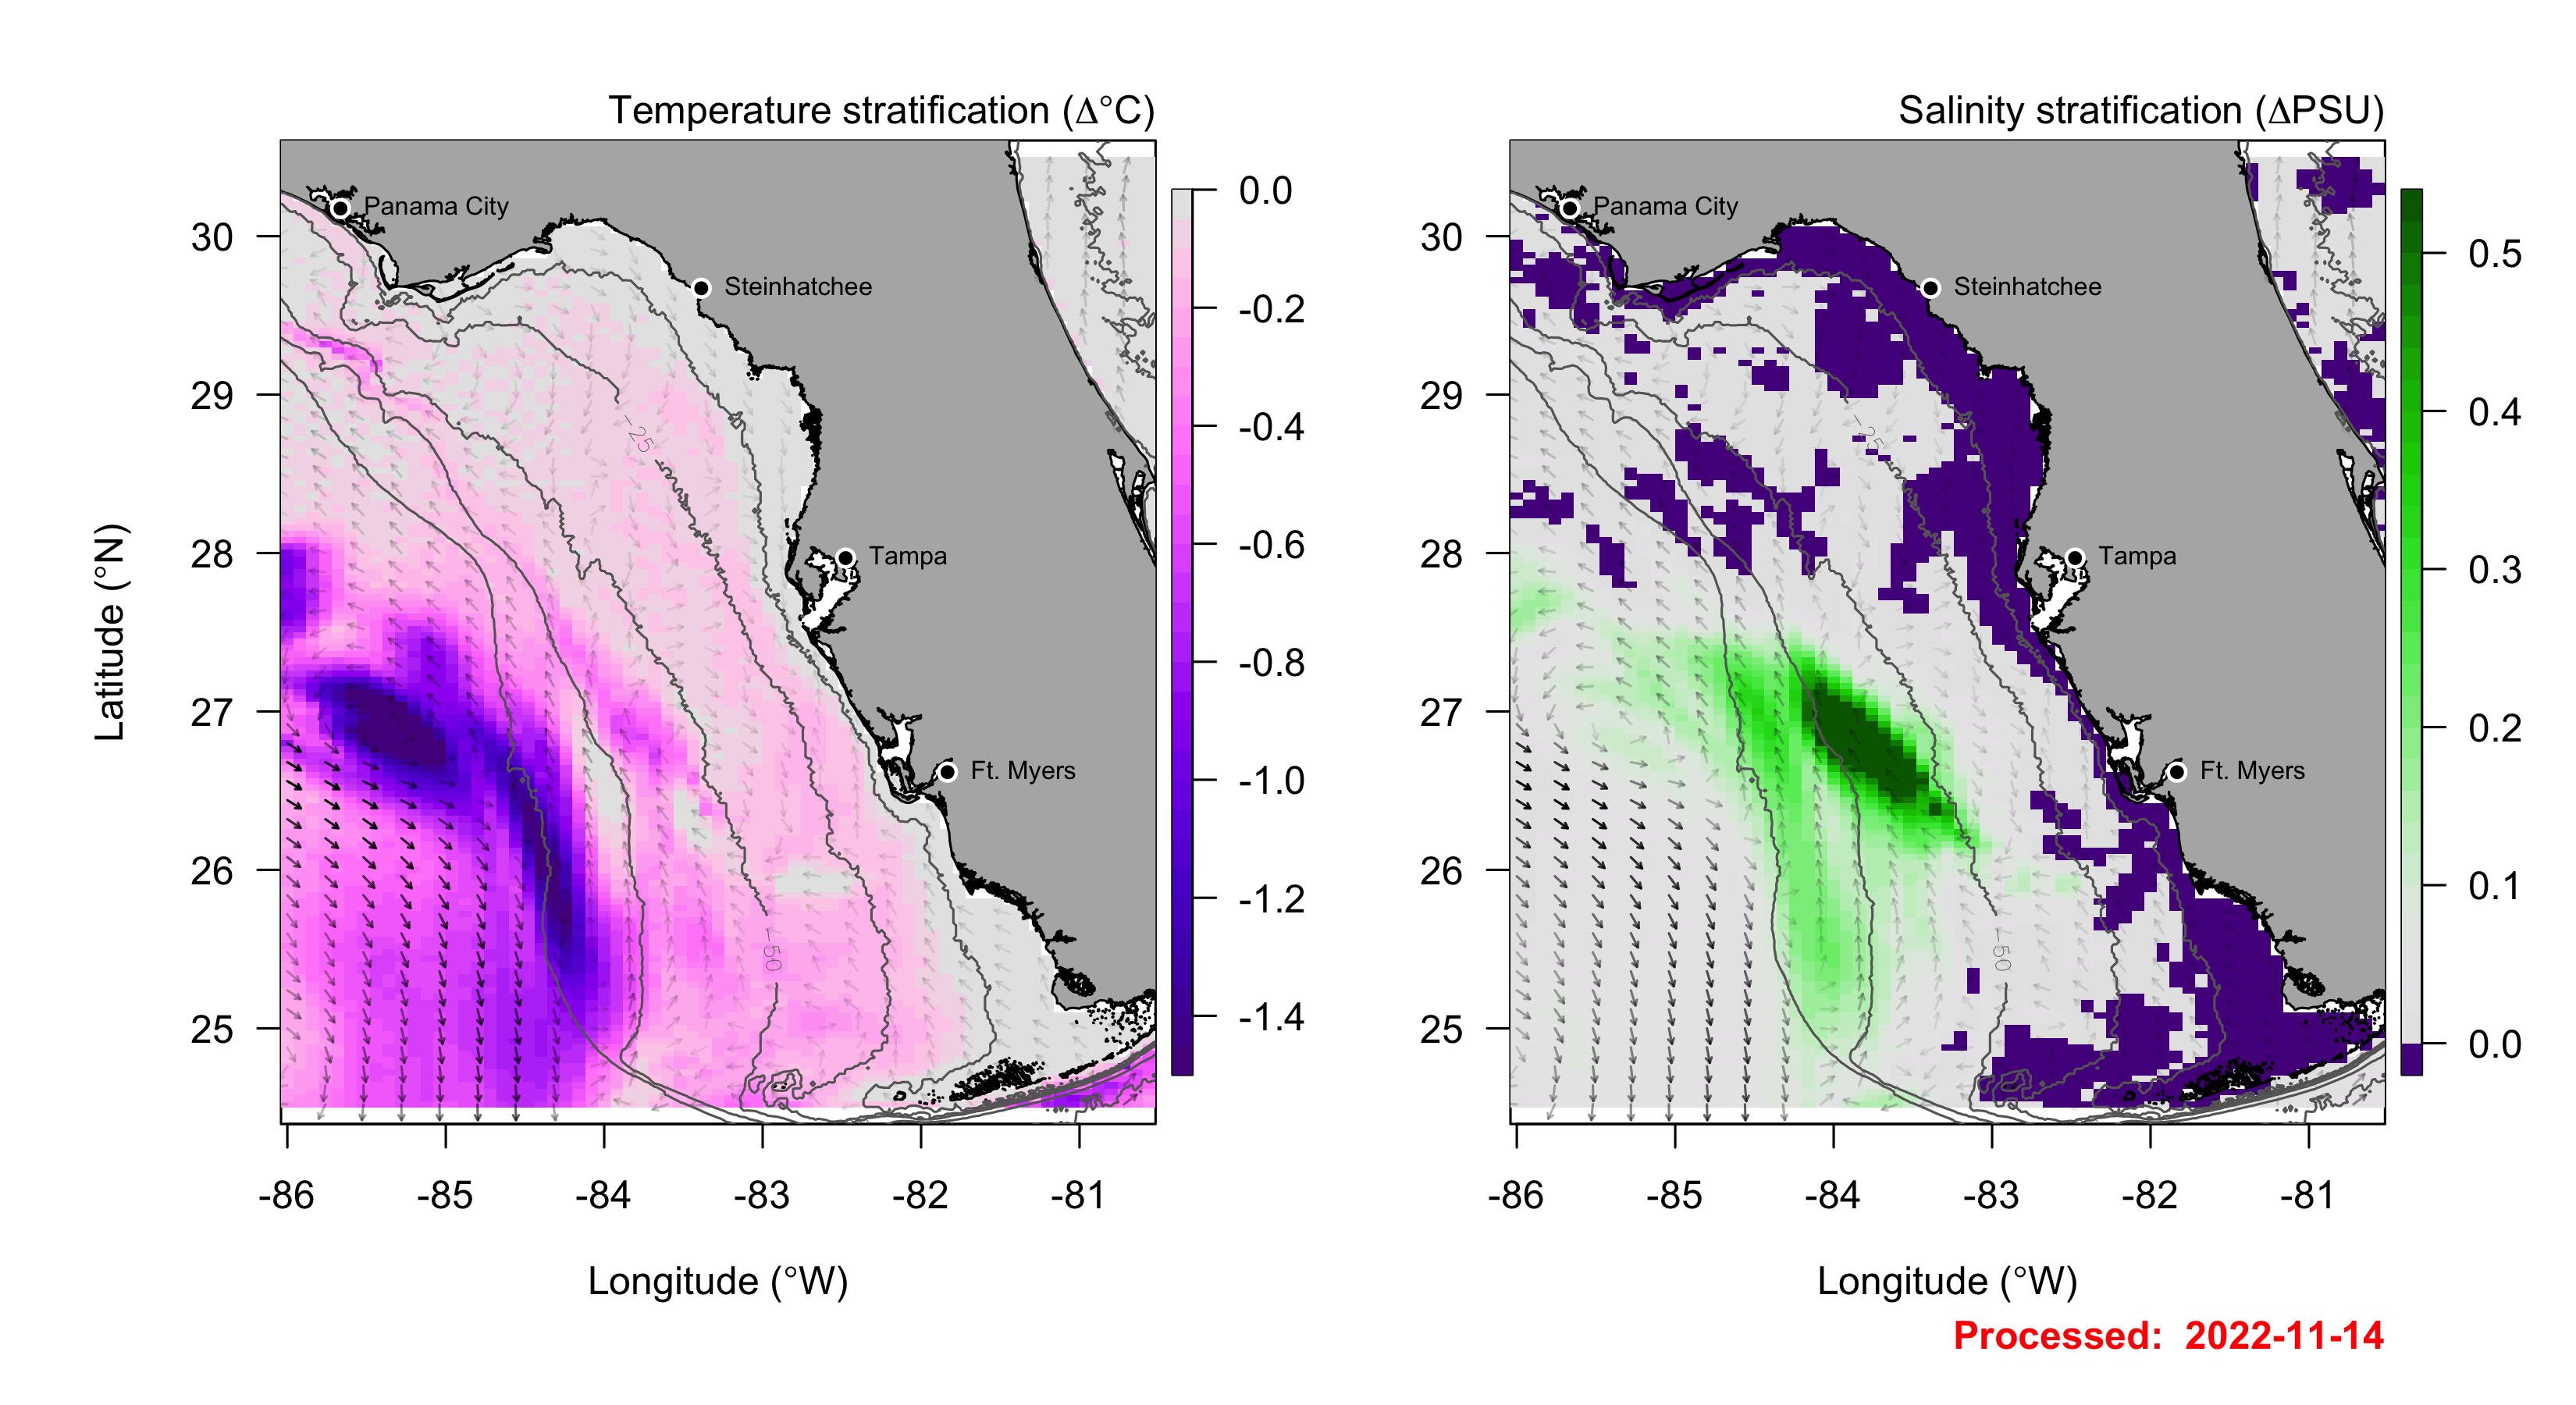 Temperature stratification (Δ°C)
Salinity stratification (ΔPSU)
Panama City
Steinhatchee
Tampa
Ft. Myers
-25
-50
30
29
28
27
26
25
Latitude (°N)
-86 -85 -84 -83 -82 -81
Longitude (°W)
0.0
-0.2
-0.4
-0.6
-0.8
-1.0
-1.2
-1.4
Panama City
Steinhatchee
Tampa
Ft. Myers
-25
-50
30
29
28
27
26
25
-86 -85 -84 -83 -82 -81
Longitude (°W)
0.5
0.4
0.3
0.2
0.1
0.0
Processed: 2022-11-14